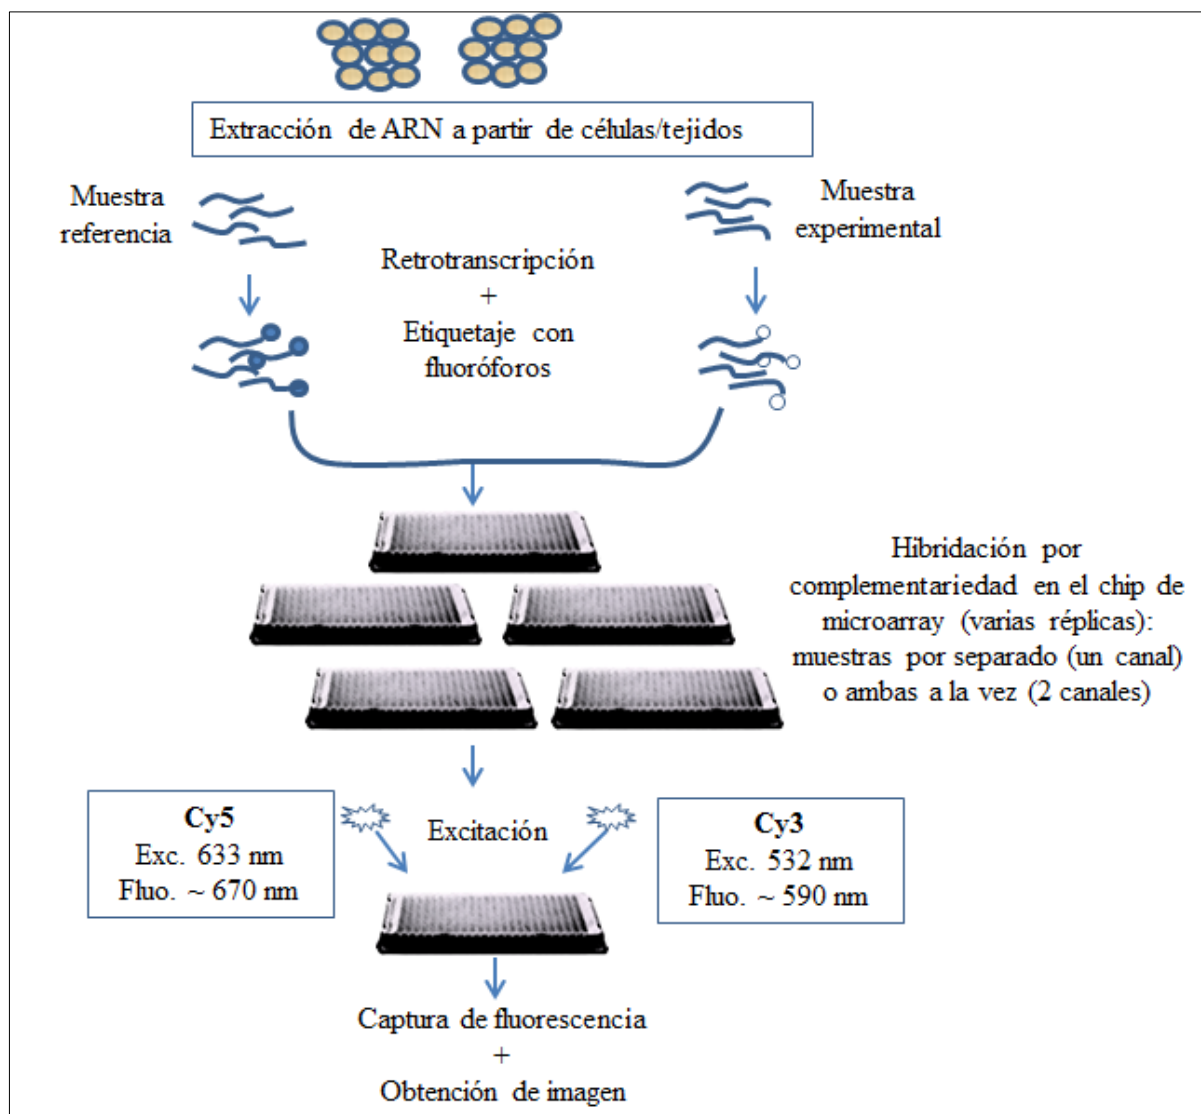 Extracción de ARN a partir de células/tejidos
Muestra
referencia
Muestra
experimental
Retrotranscripción
+
Etiquetaje con
fluoróforos
Hibridación por
complementariedad en el chip de
microarray (varias réplicas):
muestras por separado (un canal)
o ambas a la vez (2 canales)
Cy5
Exc. 633 nm
Fluo. ~ 670 nm
Excitación
Cy3
Exc. 532 nm
Fluo. ~ 590 nm
Captura de fluorescencia
+
Obtención de imagen